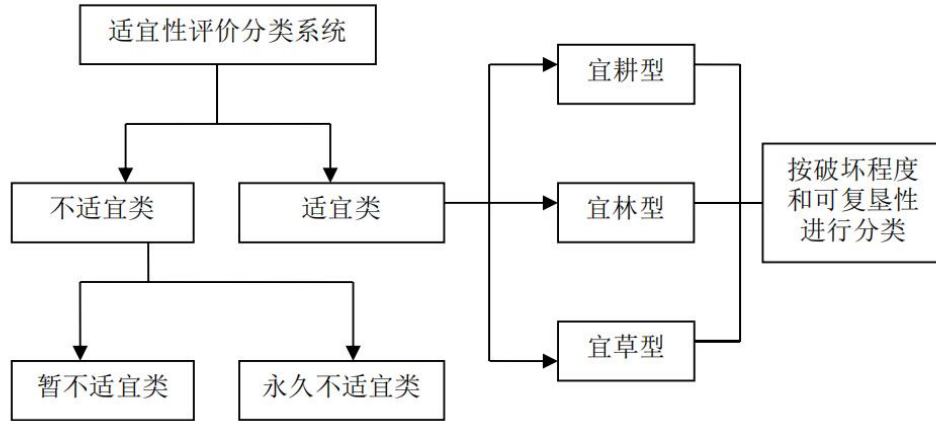 适宜性评价分类系统
宜耕型
不适宜类
适宜类
宜林型
按破坏程度
和可复垦性
进行分类
暂不适宜类
永久不适宜类
宜草型